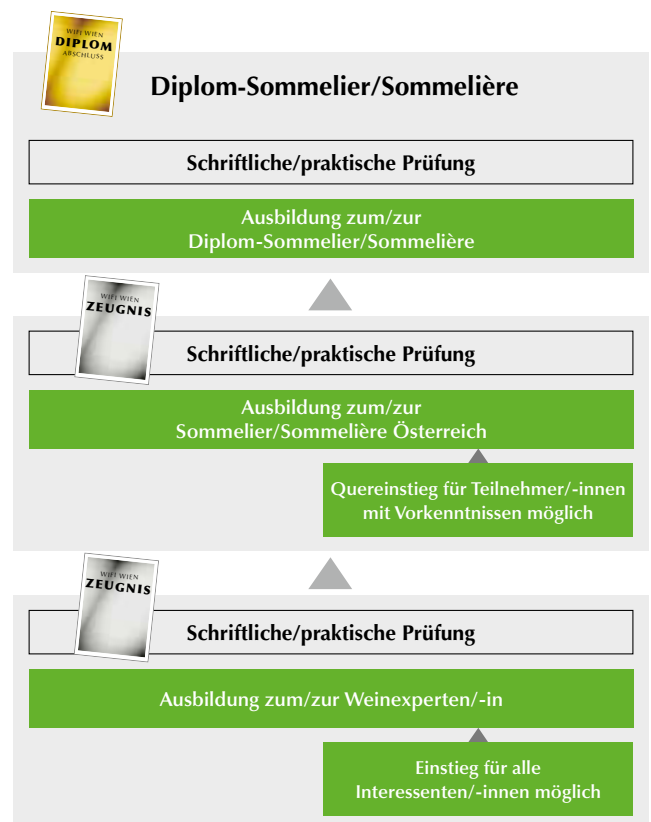 WIFI WIEN
DIPLOM
ABSCHLUSS
Diplom-Sommelier/Sommelière
Schriftliche/praktische Prüfung
Ausbildung zum/zur
Diplom-Sommelier/Sommelière
WIFI WIEN
ZEUGNIS
Schriftliche/praktische Prüfung
Ausbildung zum/zur
Sommelier/Sommelière Österreich
Quereinstieg für Teilnehmer/-innen
mit Vorkenntnissen möglich
WIFI WIEN
ZEUGNIS
Schriftliche/praktische Prüfung
Ausbildung zum/zur Weinexperten/-in
Einstieg für alle
Interessenten/-innen möglich